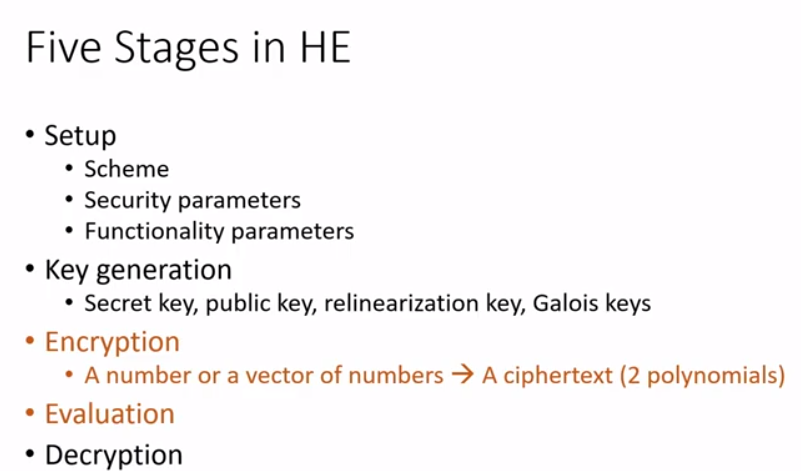 Five Stages in HE
• Setup
• Scheme
• Security parameters
• Functionality parameters
• Key generation
• Secret key, public key, relinearization key, Galois keys
• Encryption
• A number or a vector of numbers → A ciphertext (2 polynomials)
• Evaluation
• Decryption